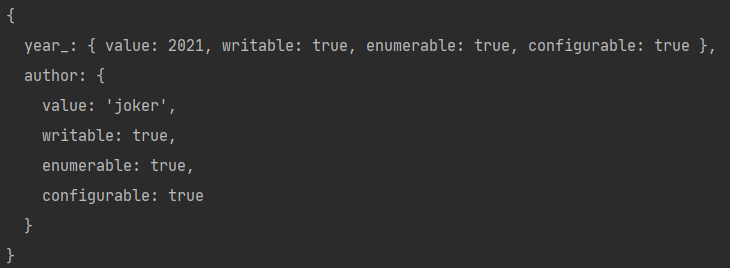 {
  year_: { value: 2021, writable: true, enumerable: true, configurable: true },
  author: {
    value: 'joker',
    writable: true,
    enumerable: true,
    configurable: true
  }
}